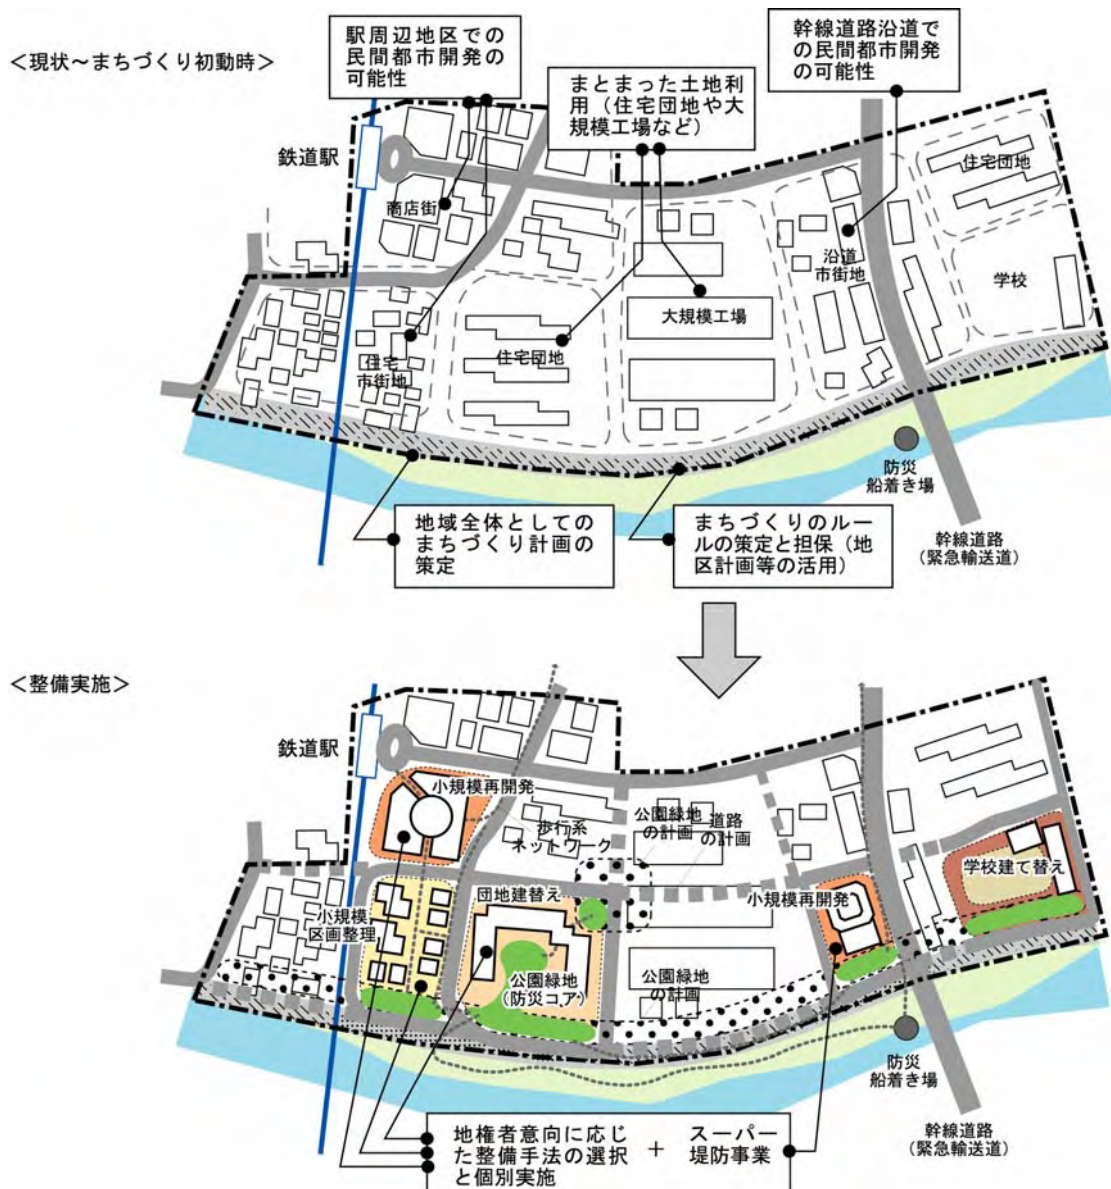 ＜現状～まちづくり初動時＞
駅周辺地区での
民間都市開発の
可能性
まとまった土地利
用（住宅団地や大
規模工場など）
幹線道路沿道で
の民間都市開発
の可能性
鉄道駅
商店街
住宅団地
沿道
市街地
学校
大規模工場
住宅
市街地
住宅団地
防災
船着き場
幹線道路
（緊急輸送道）
地域全体としての
まちづくり計画の
策定
まちづくりのルー
ルの策定と担保（地
区計画等の活用）
＜整備実施＞
鉄道駅
小規模再開発
歩行系
ネットワーク
公園緑地
の計画
道路
の計画
学校建て替え
団地建替え
小規模再開発
小規模
区画整理
公園緑地
（防災コア）
公園緑地
の計画
防災
船着き場
幹線道路
（緊急輸送道）
地権者意向に応じ
た整備手法の選択
と個別実施
＋
スーパー
堤防事業